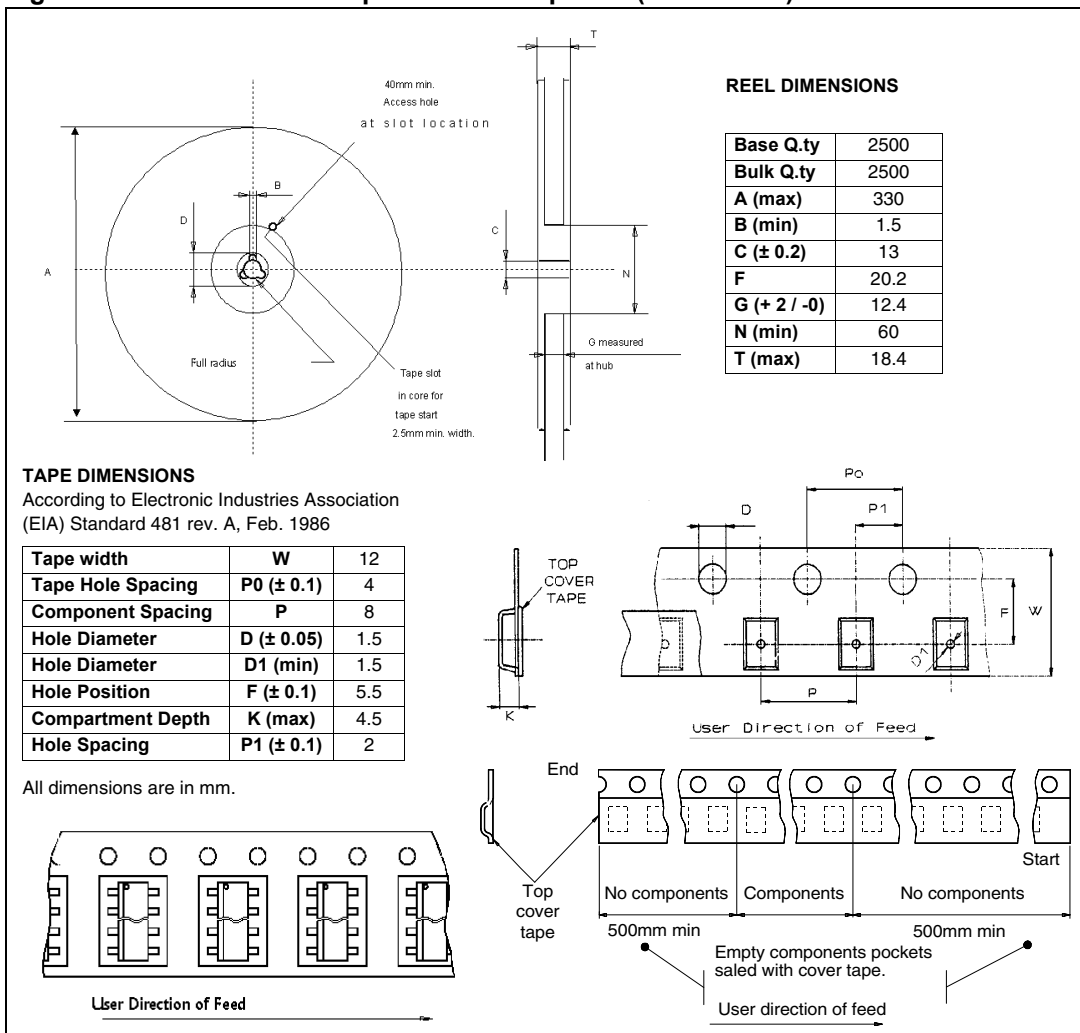 T
40mm min.
Access hole
at slot location
B
D
C
A
N
G measured
at hub
Full radius
Tape slot
in core for
tape start
2.5mm min. width.
REEL DIMENSIONS
Base Q.ty 2500
Bulk Q.ty 2500
A (max) 330
B (min) 1.5
C (± 0.2) 13
F 20.2
G (+ 2 / -0) 12.4
N (min) 60
T (max) 18.4
TAPE DIMENSIONS
According to Electronic Industries Association
(EIA) Standard 481 rev. A, Feb. 1986
Tape width W 12
Tape Hole Spacing P0 (± 0.1) 4
Component Spacing P 8
Hole Diameter D (± 0.05) 1.5
Hole Diameter D1 (min) 1.5
Hole Position F (± 0.1) 5.5
Compartment Depth K (max) 4.5
Hole Spacing P1 (± 0.1) 2
All dimensions are in mm.
Po
D
P1
TOP
COVER
TAPE
F
W
D1
K
P
User Direction of Feed
End
Start
Top
cover
tape
No components
Components
No components
500mm min
500mm min
Empty components pockets
saled with cover tape.
User direction of feed
User Direction of Feed